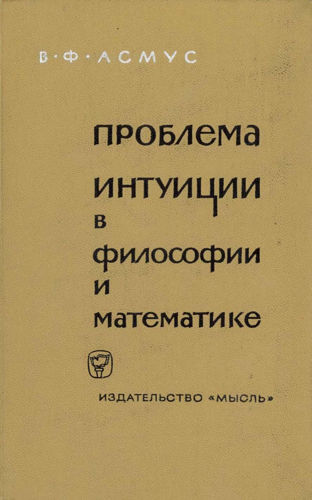 В·Ф·АСМУС
ПРОБЛЕМА
ИНТУИЦИИ
В
ФИЛОСОФИИ
И
МАТЕМАТИКЕ
ИЗДАТЕЛЬСТВО «МЫСЛЬ»